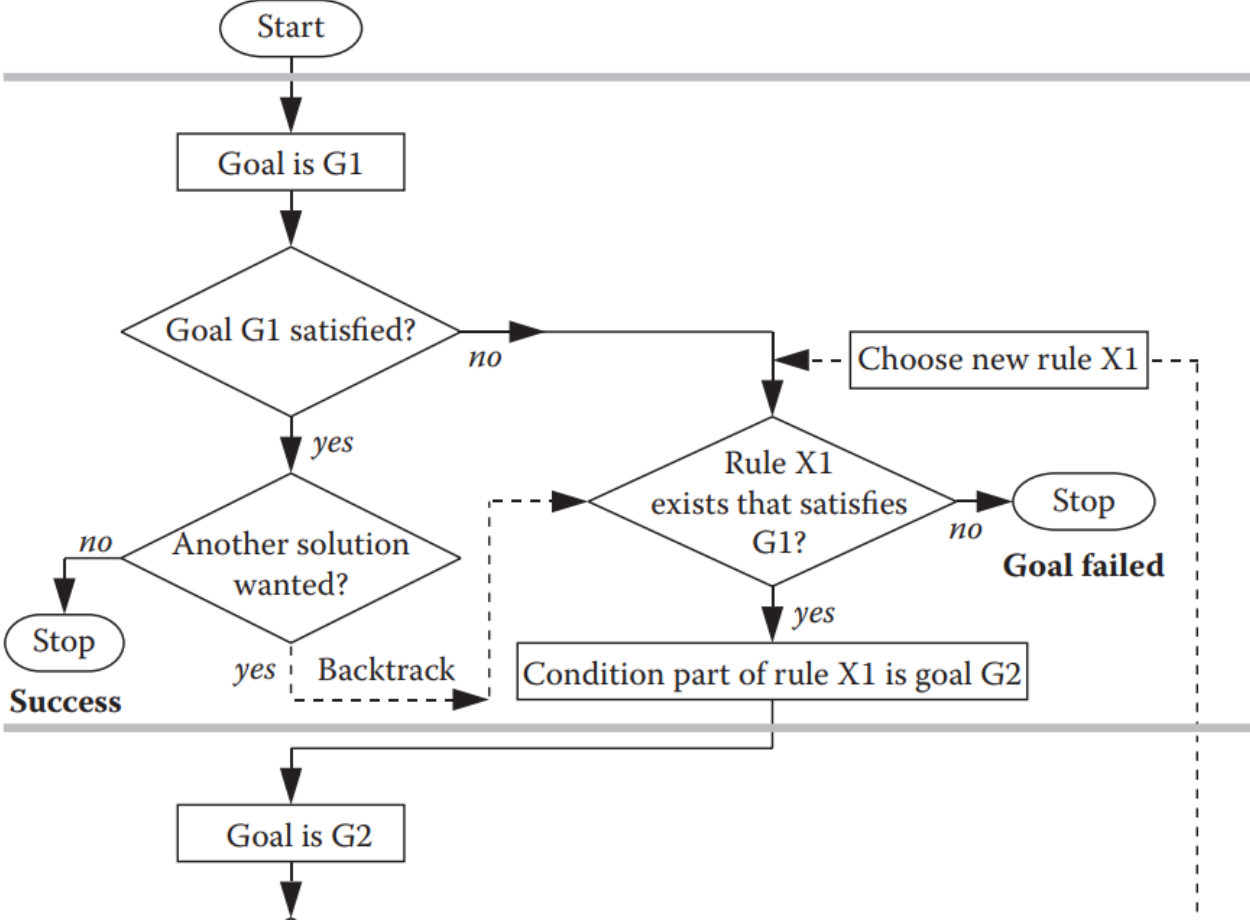 Start
Goal is G1
Goal G1 satisfied?
no
Choose new rule X1
yes
Rule X1
exists that satisfies
G1?
no
Stop
Goal failed
Another solution
wanted?
no
Stop
Success
yes
Backtrack
yes
Condition part of rule X1 is goal G2
Goal is G2